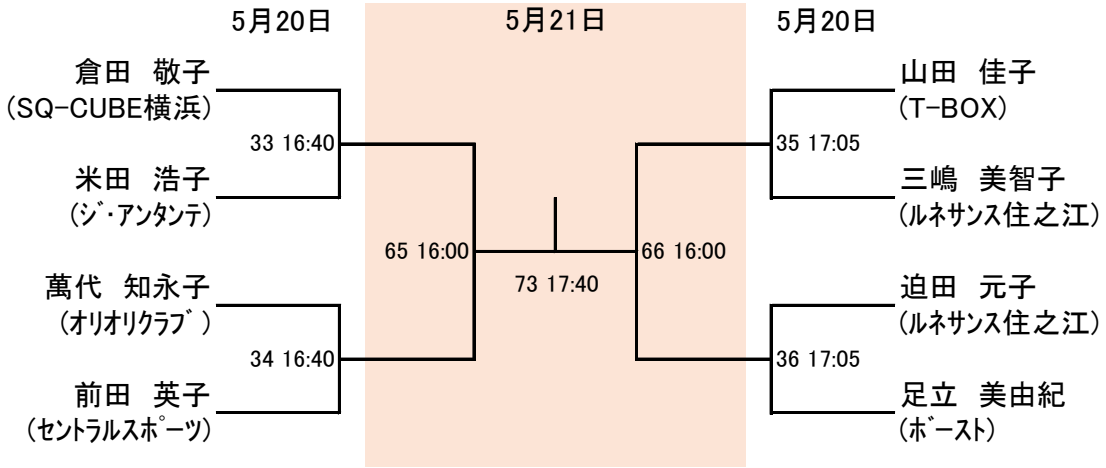 5月20日
5月21日
5月20日
倉田　敬子
(SQ-CUBE横浜)
33 16:40
米田　浩子
(ジ・アンタンテ)
65 16:00
萬代　知永子
(オリオリクラブ)
34 16:40
前田　英子
(セントラルスポーツ)
73 17:40
山田　佳子
(T-BOX)
35 17:05
三嶋　美智子
(ルネサンス住之江)
66 16:00
迫田　元子
(ルネサンス住之江)
36 17:05
足立　美由紀
(ボースト)